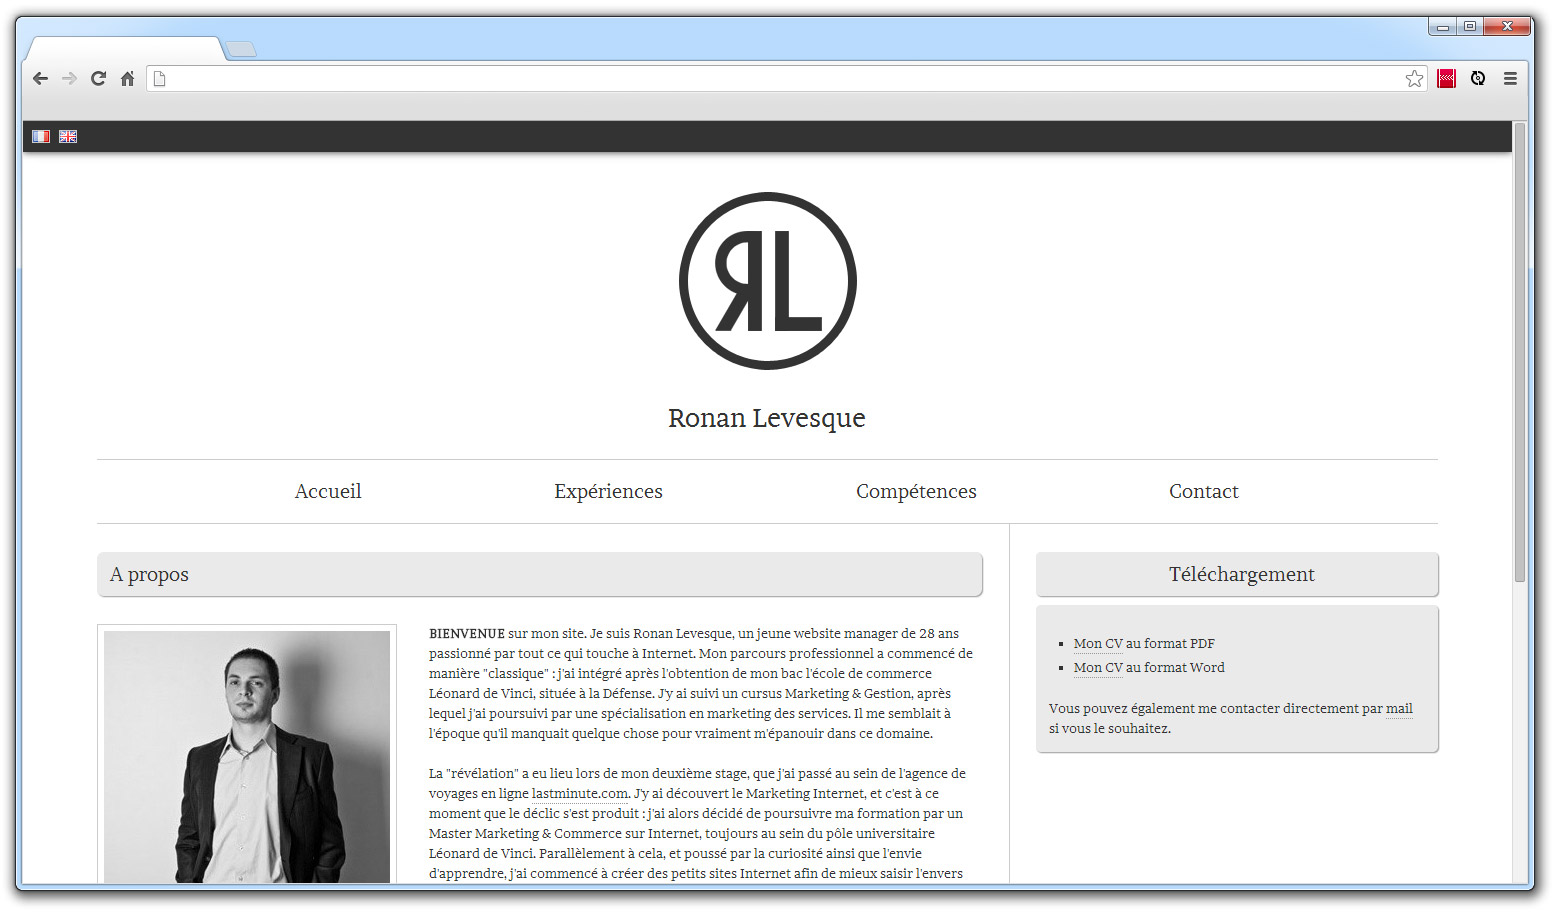 RL
Ronan Levesque
Accueil Expériences Compétences Contact
A propos
BIENVENUE sur mon site. Je suis Ronan Levesque, un jeune website manager de 28 ans
passionné par tout ce qui touche à Internet. Mon parcours professionnel a commencé de
manière "classique" : j'ai intégré après l'obtention de mon bac l'école de commerce
Léonard de Vinci, située à la Défense. J'y ai suivi un cursus Marketing & Gestion, après
lequel j'ai poursuivi par une spécialisation en marketing des services. Il me semblait à
l'époque qu'il manquait quelque chose pour vraiment m'épanouir dans ce domaine.
La "révélation" a eu lieu lors de mon deuxième stage, que j'ai passé au sein de l'agence de
voyages en ligne lastminute.com. J'y ai découvert le Marketing Internet, et c'est à ce
moment que le déclic s'est produit : j'ai alors décidé de poursuivre ma formation par un
Master Marketing & Commerce sur Internet, toujours au sein du pôle universitaire
Léonard de Vinci. Parallèlement à cela, et poussé par la curiosité ainsi que l'envie
d'apprendre, j'ai commencé à créer des petits sites Internet afin de mieux saisir l'envers
Téléchargement
Mon CV au format PDF
Mon CV au format Word
Vous pouvez également me contacter directement par mail
si vous le souhaitez.